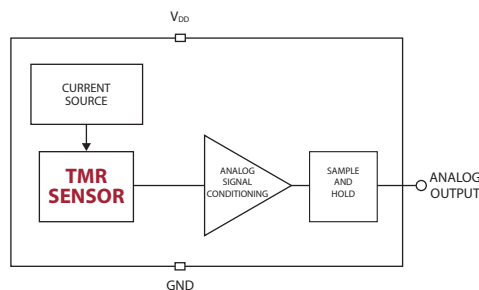 VDD
CURRENT
SOURCE
TMR
SENSOR
ANALOG
SIGNAL
CONDITIONING
SAMPLE
AND
HOLD
ANALOG
OUTPUT
GND